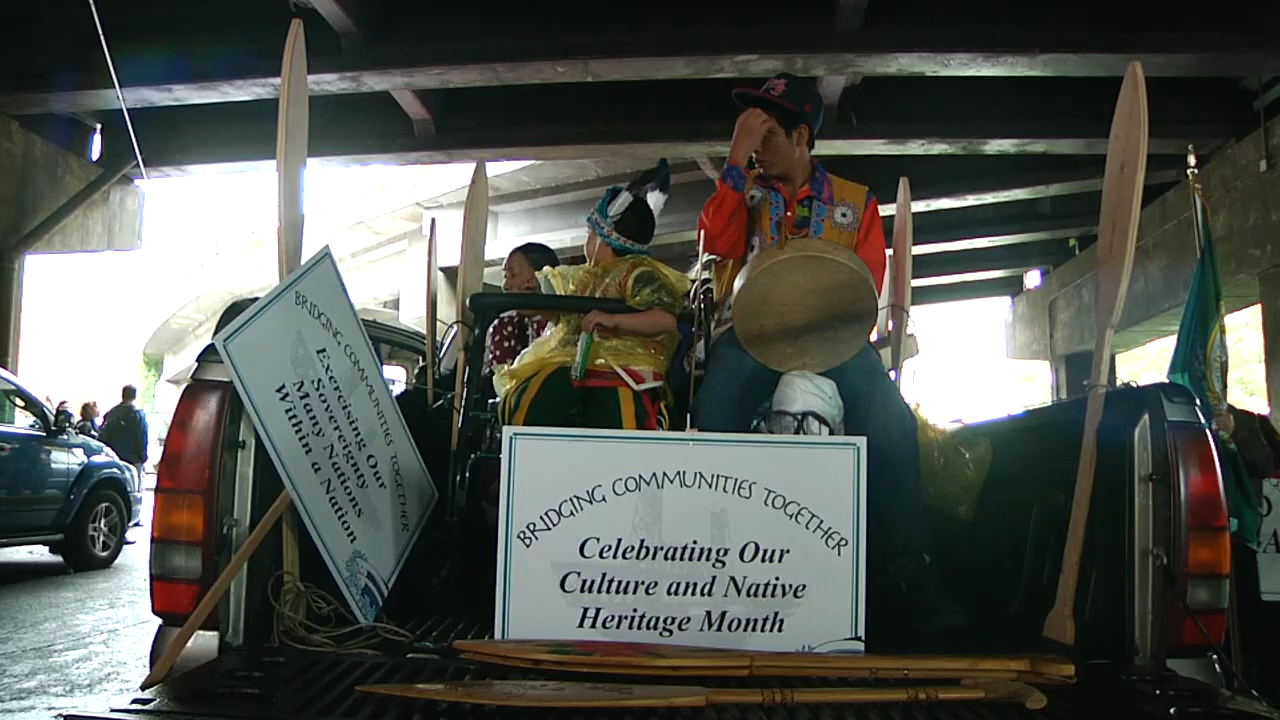 BRIDGING COMMUNITIES TOGETHER
Exercising Our
Sovereignty
Many Nations
Within a Nation
BRIDGING COMMUNITIES TOGETHER
Celebrating Our
Culture and Native
Heritage Month